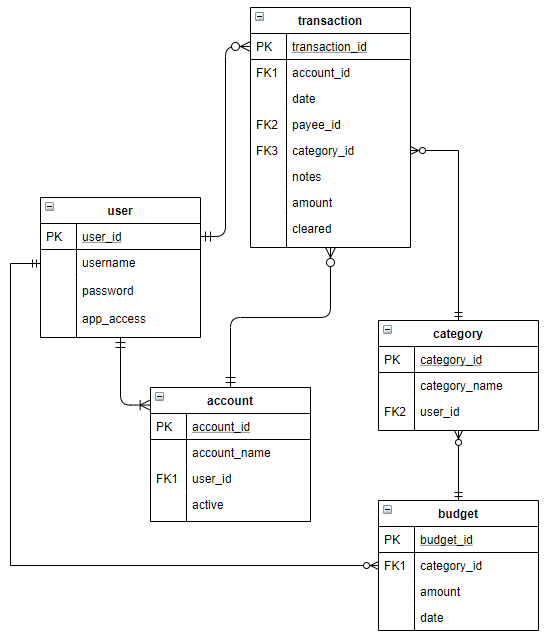 transaction
PK transaction_id
FK1 account_id
date
FK2 payee_id
FK3 category_id
notes
amount
cleared
user
PK user_id
username
password
app_access
category
PK category_id
category_name
FK2 user_id
account
PK account_id
account_name
FK1 user_id
active
budget
PK budget_id
FK1 category_id
amount
date